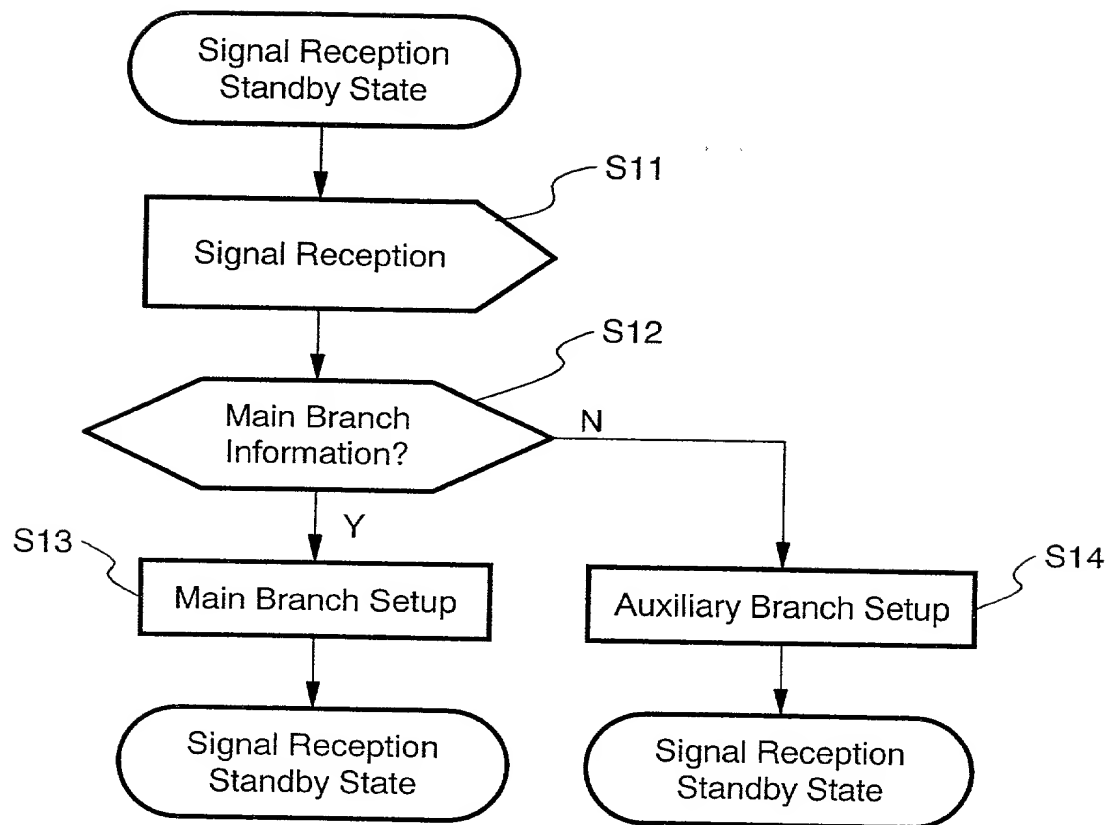 Signal Reception
Standby State
S11
Signal Reception
S12
Main Branch
Information?
N
Y
S13
Main Branch Setup
S14
Auxiliary Branch Setup
Signal Reception
Standby State
Signal Reception
Standby State